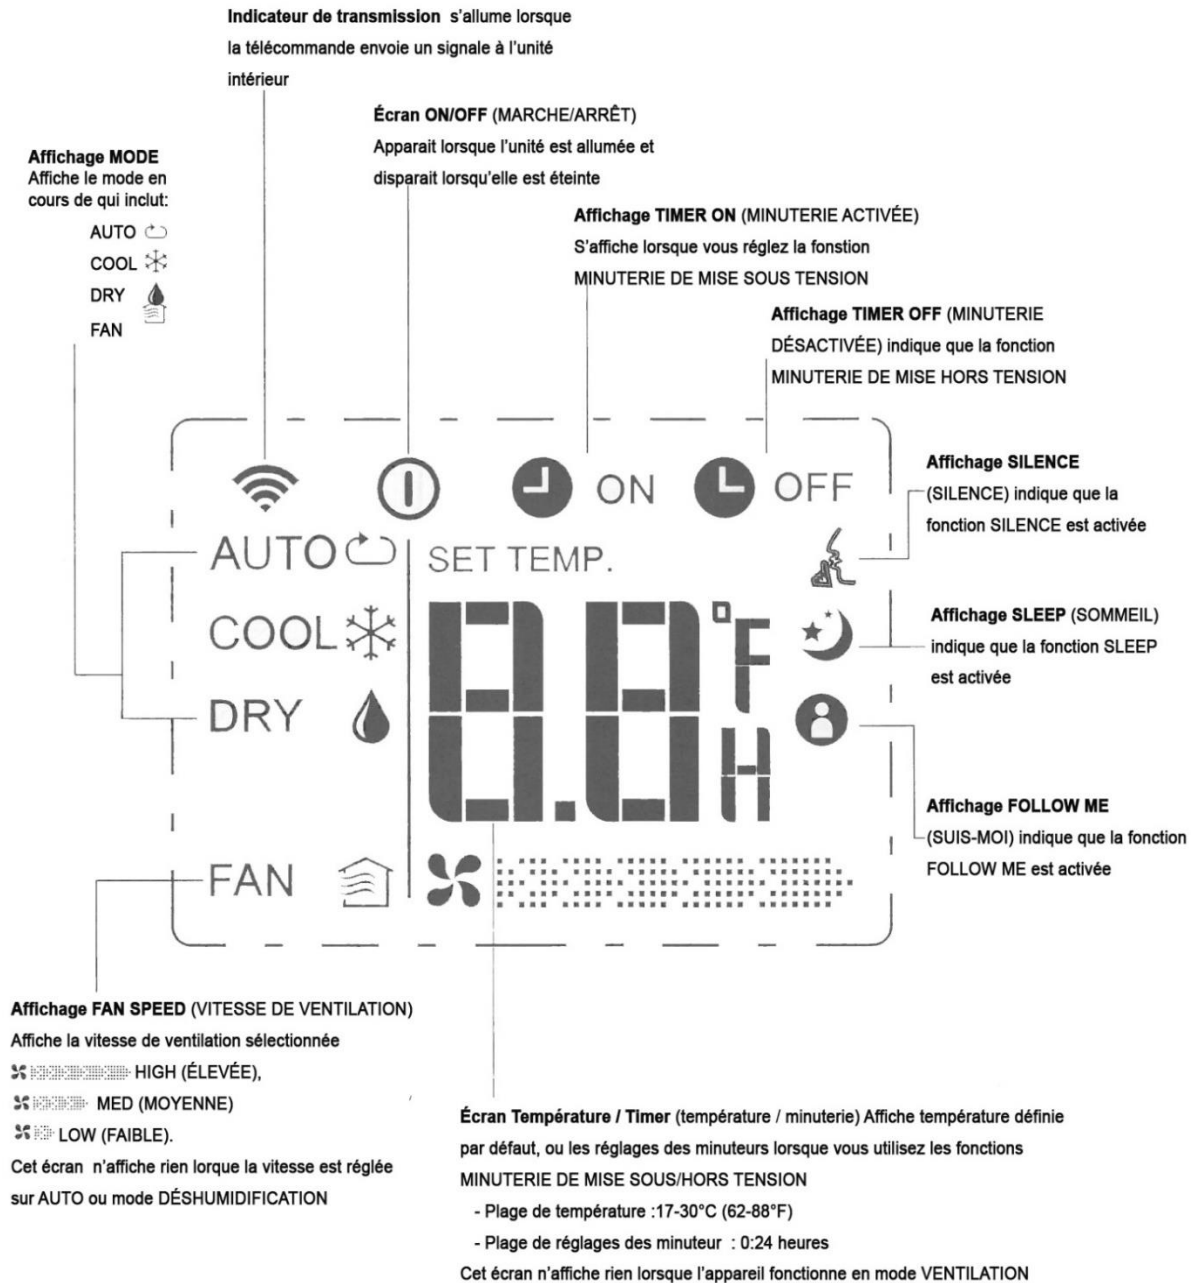 Indicateur de transmission s'allume lorsque
la télécommande envoie un signale à l'unité
intérieur
Écran ON/OFF (MARCHE/ARRÊT)
Apparait lorsque l'unité est allumée et
disparait lorsqu'elle est éteinte
Affichage MODE
Affiche le mode en
cours de qui inclut:
AUTO
COOL
DRY
FAN
Affichage TIMER ON (MINUTERIE ACTIVÉE)
S'affiche lorsque vous réglez la fonstion
MINUTERIE DE MISE SOUS TENSION
Affichage TIMER OFF (MINUTERIE
DÉSACTIVÉE) indique que la fonction
MINUTERIE DE MISE HORS TENSION
ON
OFF
AUTO
SET TEMP.
COOL
DRY
8.8°F
H
FAN
Affichage SILENCE
(SILENCE) indique que la
fonction SILENCE est activée
Affichage SLEEP (SOMMEIL)
indique que la fonction SLEEP
est activée
Affichage FOLLOW ME
(SUIS-MOI) indique que la fonction
FOLLOW ME est activée
Affichage FAN SPEED (VITESSE DE VENTILATION)
Affiche la vitesse de ventilation sélectionnée
HIGH (ÉLEVÉE),
MED (MOYENNE)
LOW (FAIBLE).
Cet écran n'affiche rien lorque la vitesse est réglée
sur AUTO ou mode DÉSHUMIDIFICATION
Écran Température / Timer (température / minuterie) Affiche température définie
par défaut, ou les réglages des minuteurs lorsque vous utilisez les fonctions
MINUTERIE DE MISE SOUS/HORS TENSION
- Plage de température :17-30°C (62-88°F)
- Plage de réglages des minuteur : 0:24 heures
Cet écran n'affiche rien lorsque l'appareil fonctionne en mode VENTILATION